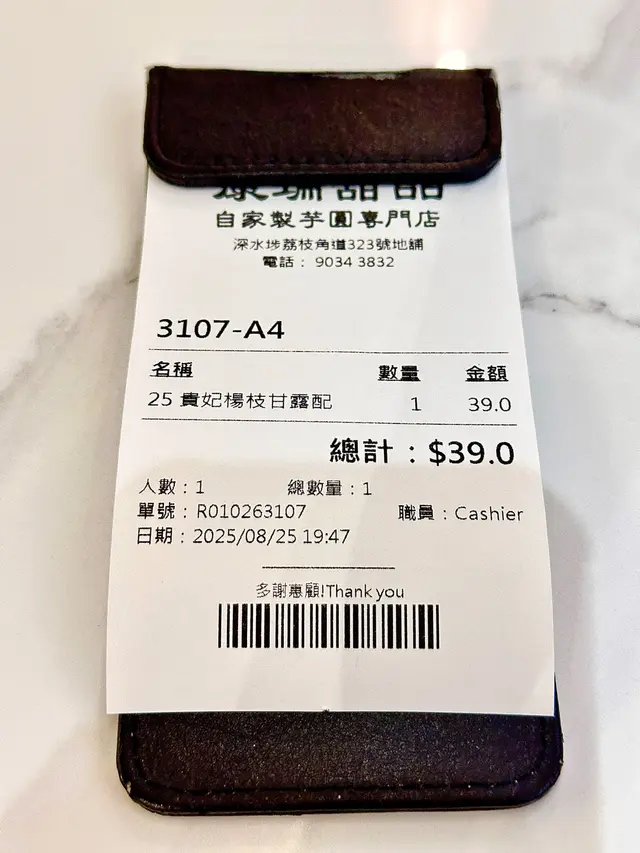 甜品
自家製芋圓專門店
深水埗荔枝角道323號地舖
電話： 9034 3832
3107-A4
名稱 數量 金額
25 貴妃楊枝甘露配 1 39.0
總計：$39.0
人數：1 總數量：1
單號：R010263107 職員：Cashier
日期：2025/08/25 19:47
多謝惠顧!Thank you